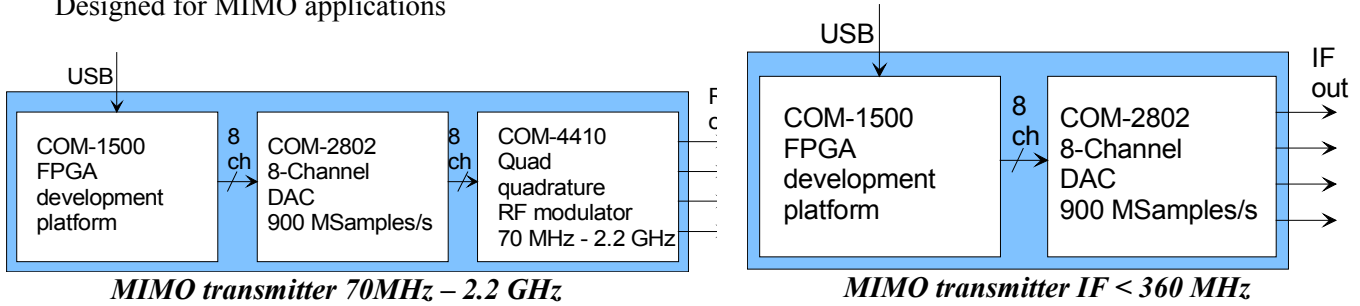 Designed for MIMO applications
USB
COM-1500
FPGA
development
platform
8
ch
COM-2802
8-Channel
DAC
900 MSamples/s
8
ch
COM-4410
Quad
quadrature
RF modulator
70 MHz - 2.2 GHz
MIMO transmitter 70MHz – 2.2 GHz
USB
COM-1500
FPGA
development
platform
8
ch
COM-2802
8-Channel
DAC
900 MSamples/s
IF
out
MIMO transmitter IF < 360 MHz